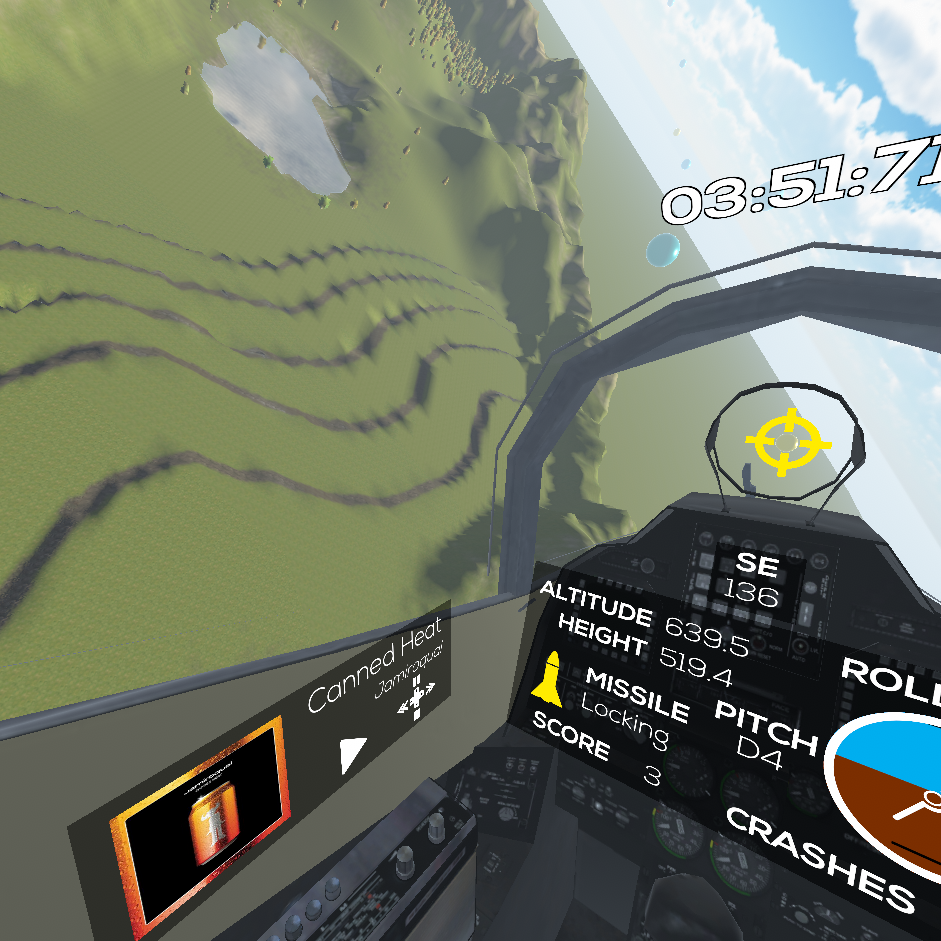 03:51:71
SE
136
ALTITUDE 639.5
HEIGHT 519.4
MISSILE
Locking
PITCH
D4
ROLL
SCORE
3
CRASHES
Canned Heat
Jamiroquai